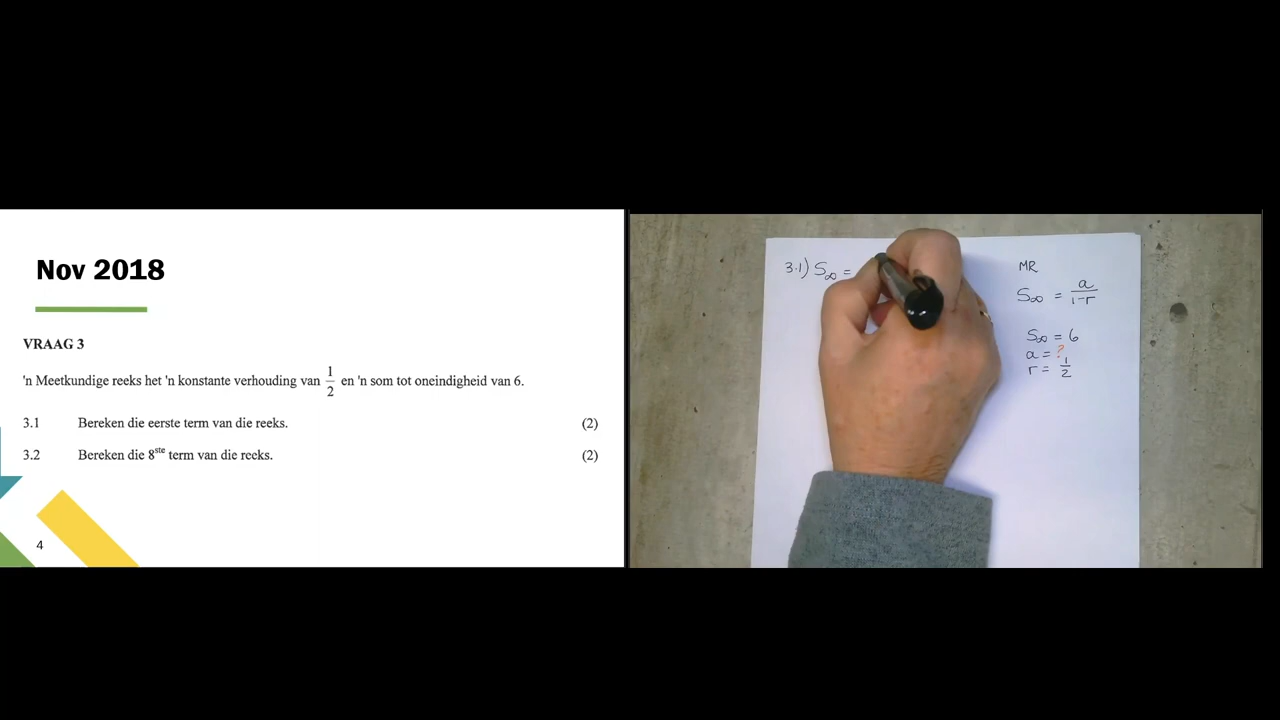 Nov 2018
VRAAG 3
'n Meetkundige reeks het 'n konstante verhouding van 1/2 en 'n som tot oneindigheid van 6.
3.1 Bereken die eerste term van die reeks. (2)
3.2 Bereken die 8ste term van die reeks. (2)
4
3.1) S∞ =
MR
S∞ = a/1-r
S∞ = 6
a = ?
r = 1/2